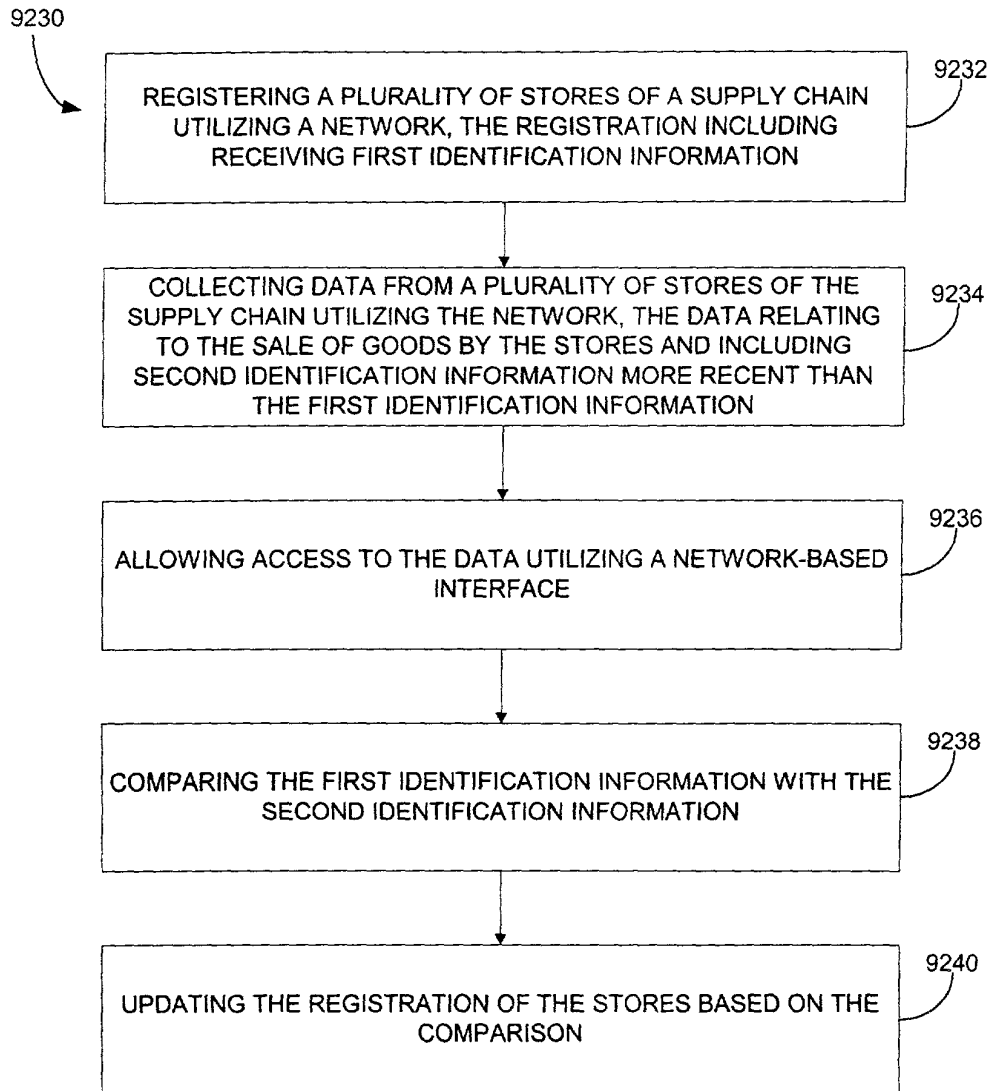 9230
REGISTERING A PLURALITY OF STORES OF A SUPPLY CHAIN
UTILIZING A NETWORK, THE REGISTRATION INCLUDING
RECEIVING FIRST IDENTIFICATION INFORMATION
9232
COLLECTING DATA FROM A PLURALITY OF STORES OF THE
SUPPLY CHAIN UTILIZING THE NETWORK, THE DATA RELATING
TO THE SALE OF GOODS BY THE STORES AND INCLUDING
SECOND IDENTIFICATION INFORMATION MORE RECENT THAN
THE FIRST IDENTIFICATION INFORMATION
9234
ALLOWING ACCESS TO THE DATA UTILIZING A NETWORK-BASED
INTERFACE
9236
COMPARING THE FIRST IDENTIFICATION INFORMATION WITH THE
SECOND IDENTIFICATION INFORMATION
9238
UPDATING THE REGISTRATION OF THE STORES BASED ON THE
COMPARISON
9240